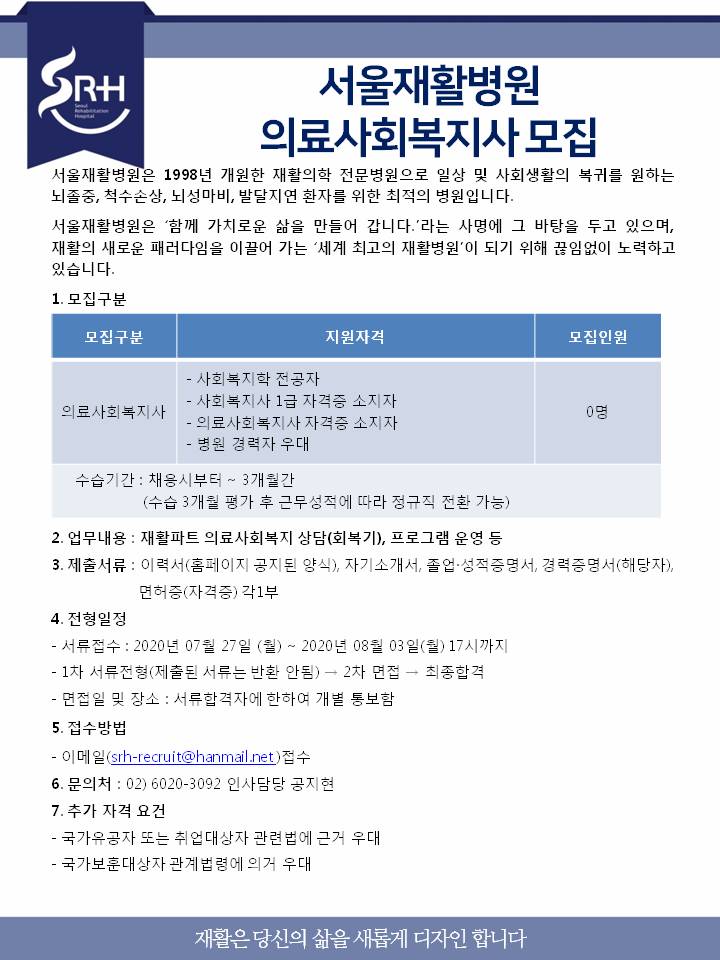 SRH
Seoul
Rehabilitation
Hospital
서울재활병원
의료사회복지사 모집
서울재활병원은 1998년 개원한 재활의학 전문병원으로 일상 및 사회생활의 복귀를 원하는
뇌졸중, 척수손상, 뇌성마비, 발달지연 환자를 위한 최적의 병원입니다.
서울재활병원은 ‘함께 가치로운 삶을 만들어 갑니다.’라는 사명에 그 바탕을 두고 있으며,
재활의 새로운 패러다임을 이끌어 가는 ‘세계 최고의 재활병원’이 되기 위해 끊임없이 노력하고
있습니다.
1. 모집구분
모집구분 지원자격 모집인원
- 사회복지학 전공자
- 사회복지사 1급 자격증 소지자
의료사회복지사 0명
- 의료사회복지사 자격증 소지자
- 병원 경력자 우대
수습기간 : 채용시부터 ~ 3개월간
(수습 3개월 평가 후 근무성적에 따라 정규직 전환 가능)
2. 업무내용 : 재활파트 의료사회복지 상담(회복기), 프로그램 운영 등
3. 제출서류 : 이력서(홈페이지 공지된 양식), 자기소개서, 졸업·성적증명서, 경력증명서(해당자),
면허증(자격증) 각1부
4. 전형일정
- 서류접수 : 2020년 07월 27일 (월) ~ 2020년 08월 03일(월) 17시까지
- 1차 서류전형(제출된 서류는 반환 안됨) → 2차 면접 → 최종합격
- 면접일 및 장소 : 서류합격자에 한하여 개별 통보함
5. 접수방법
- 이메일(srh-recruit@hanmail.net )접수
6. 문의처 : 02) 6020-3092 인사담당 공지현
7. 추가 자격 요건
- 국가유공자 또는 취업대상자 관련법에 근거 우대
- 국가보훈대상자 관계법령에 의거 우대
재활은 당신의 삶을 새롭게 디자인 합니다